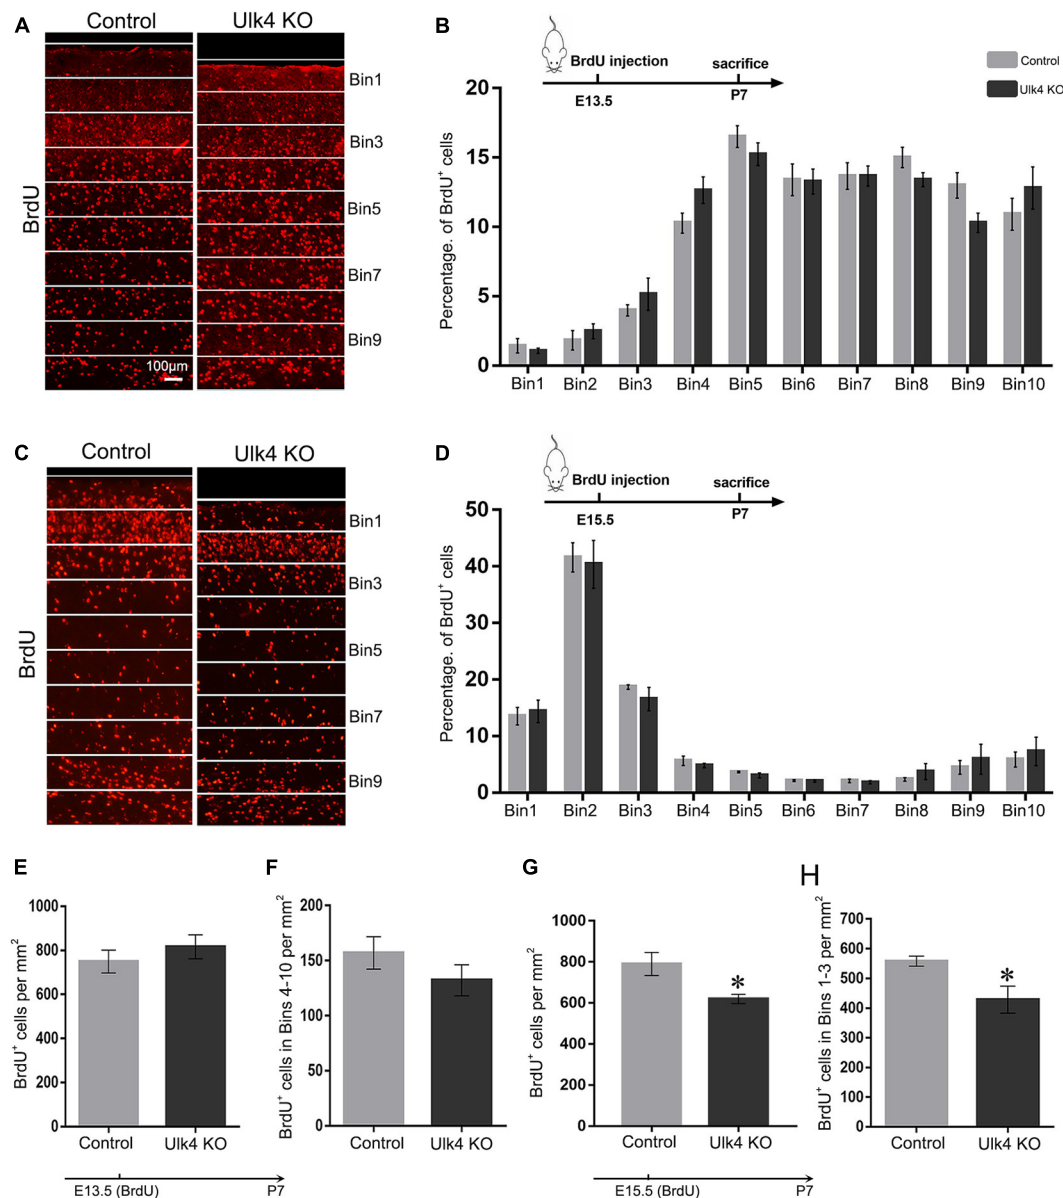 A
Control
Ulk4 KO
BrdU
Bin1
Bin3
Bin5
Bin7
Bin9
100μm
B
BrdU injection
sacrifice
E13.5
P7
Control
Ulk4 KO
Percentage. of BrdU⁺ cells
20
15
10
5
0
Bin1 Bin2 Bin3 Bin4 Bin5 Bin6 Bin7 Bin8 Bin9 Bin10
C
Control
Ulk4 KO
BrdU
Bin1
Bin3
Bin5
Bin7
Bin9
D
BrdU injection
sacrifice
E15.5
P7
Percentage. of BrdU⁺ cells
50
40
30
20
10
0
Bin1 Bin2 Bin3 Bin4 Bin5 Bin6 Bin7 Bin8 Bin9 Bin10
E
BrdU⁺ cells per mm²
1000
800
600
400
200
0
Control Ulk4 KO
E13.5 (BrdU) P7
F
BrdU⁺ cells in Bins 4-10 per mm²
200
150
100
50
0
Control Ulk4 KO
G
BrdU⁺ cells per mm²
800
600
400
200
0
*
Control Ulk4 KO
E15.5 (BrdU) P7
H
BrdU⁺ cells in Bins 1-3 per mm²
700
600
500
400
300
200
100
0
*
Control Ulk4 KO